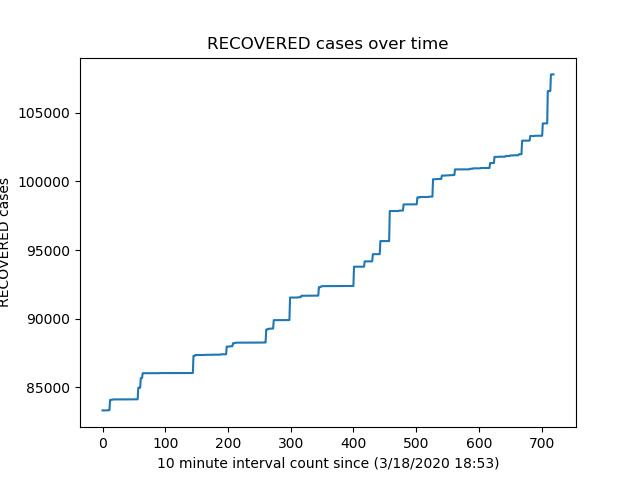 RECOVERED cases over time
RECOVERED cases
105000
100000
95000
90000
85000
0 100 200 300 400 500 600 700
10 minute interval count since (3/18/2020 18:53)